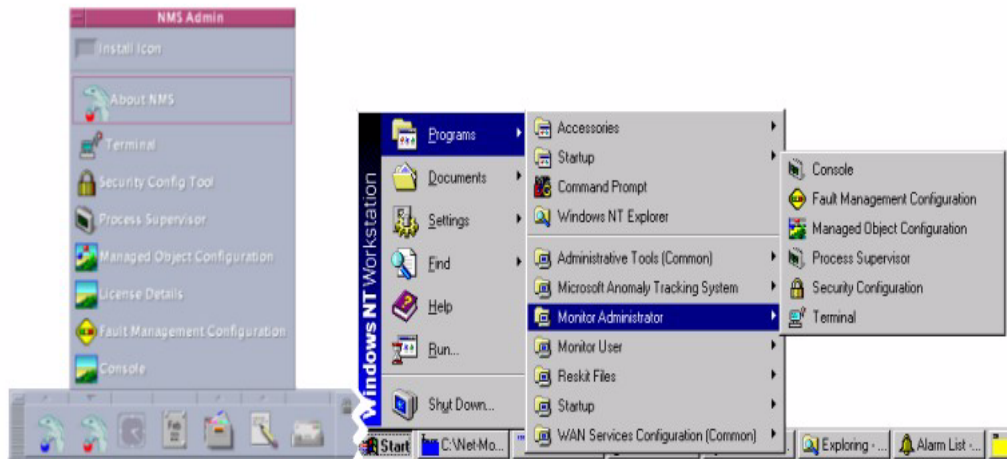 NMS Admin
Install Icon
About NMS
Terminal
Security Config Tool
Process Supervisor
Managed Object Configuration
License Details
Fault Management Configuration
Console
Windows NT Workstation
Programs
Documents
Settings
Find
Help
Run...
Shut Down...
Accessories
Startup
Command Prompt
Windows NT Explorer
Administrative Tools (Common)
Microsoft Anomaly Tracking System
Monitor Administrator
Monitor User
Reskit Files
Startup
WAN Services Configuration (Common)
Console
Fault Management Configuration
Managed Object Configuration
Process Supervisor
Security Configuration
Terminal
Start
C:\Net-Mo...
Exploring - ...
Alarm List -...